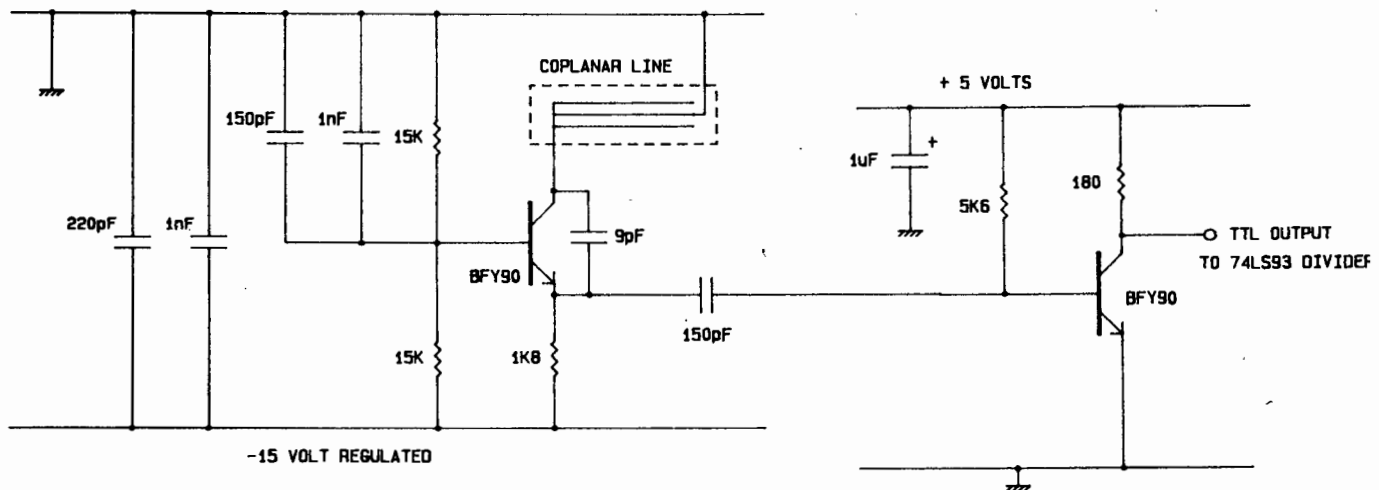 COPLANAR LINE
+ 5 VOLTS
150pF
1nF
15K
1uF
+
180
5K6
220pF
1nF
9pF
TTL OUTPUT
TO 74LS93 DIVIDER
BFY90
BFY90
150pF
15K
1K8
-15 VOLT REGULATED